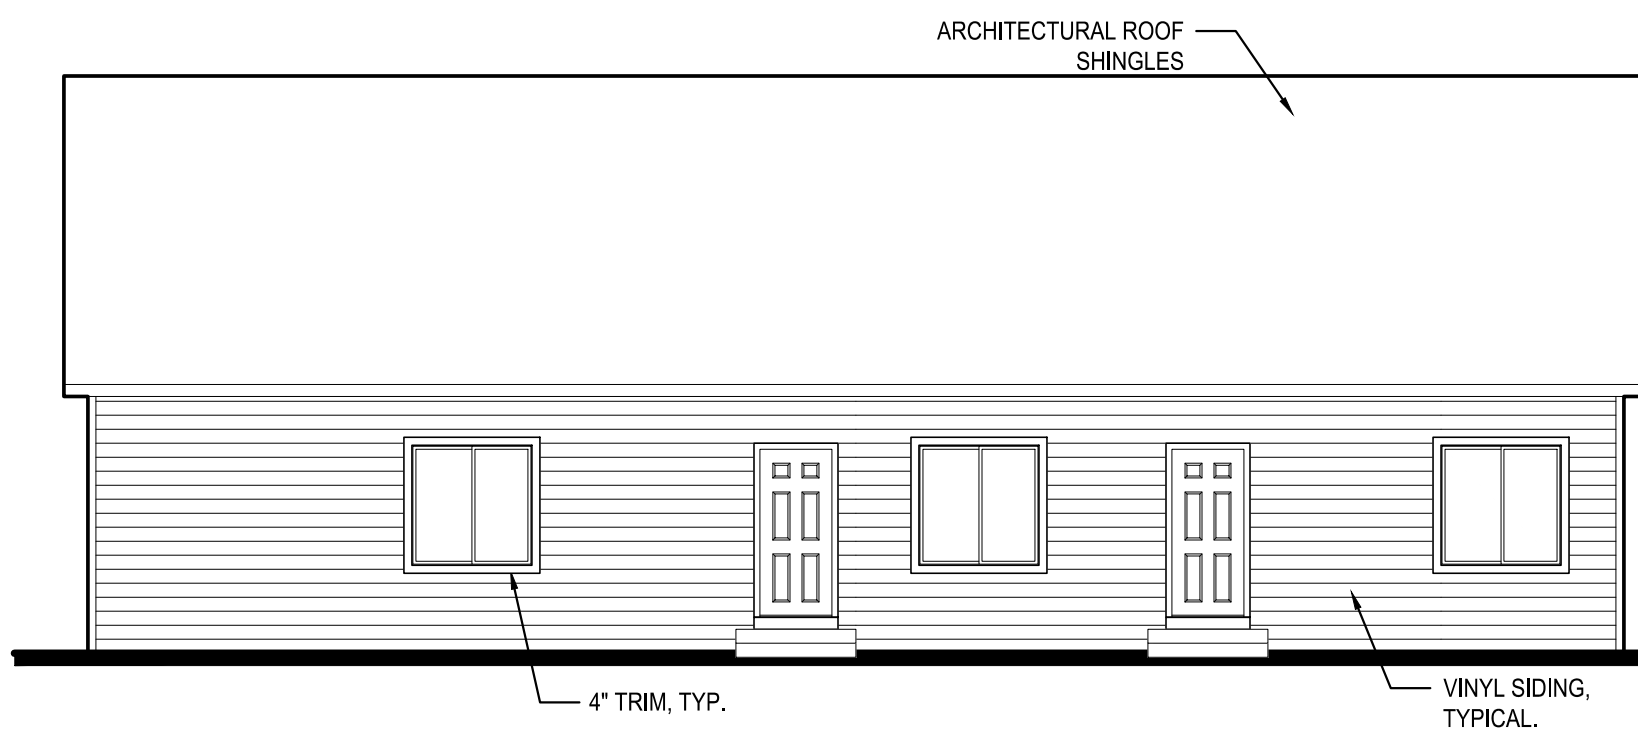 ARCHITECTURAL ROOF
SHINGLES
4" TRIM, TYP.
VINYL SIDING,
TYPICAL.